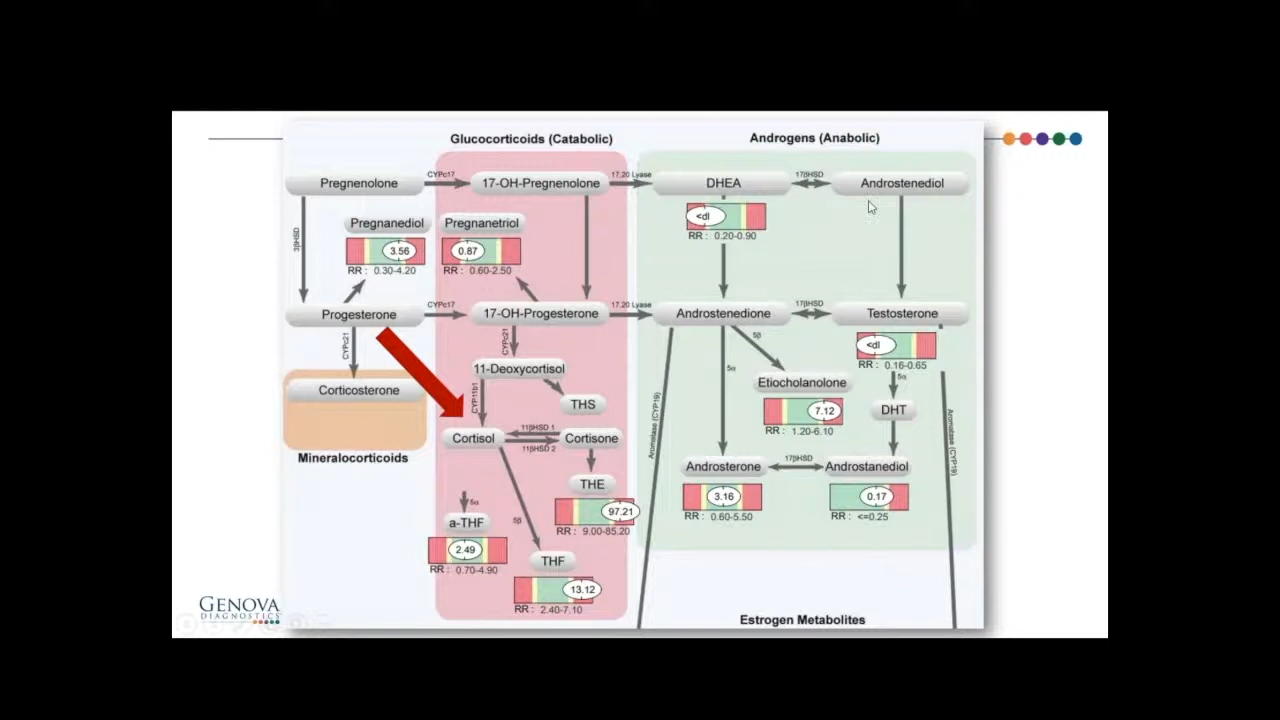 Glucocorticoids (Catabolic)
Androgens (Anabolic)
Pregnenolone
CYPc17
17-OH-Pregnenolone
17,20 Lyase
DHEA
17βHSD
Androstenediol
<dl
RR : 0.20-0.90
3βHSD
Pregnanediol
3.56
RR : 0.30-4.20
Pregnanetriol
0.87
RR : 0.60-2.50
Progesterone
CYPc17
17-OH-Progesterone
17,20 Lyase
Androstenedione
17βHSD
Testosterone
<dl
RR : 0.16-0.65
CYPc21
CYPc21
5β
5α
5α
Corticosterone
Mineralocorticoids
11-Deoxycortisol
CYP11b1
THS
Etiocholanolone
7.12
RR : 1.20-6.10
DHT
Aromatase (CYP19)
Aromatase (CYP19)
Cortisol
11βHSD 1
11βHSD 2
Cortisone
THE
97.21
RR : 9.00-85.20
Androsterone
17βHSD
Androstanediol
3.16
RR : 0.60-5.50
0.17
RR : <=0.25
5α
5β
a-THF
2.49
RR : 0.70-4.90
THF
13.12
RR : 2.40-7.10
Estrogen Metabolites
GENOVA
DIAGNOSTICS